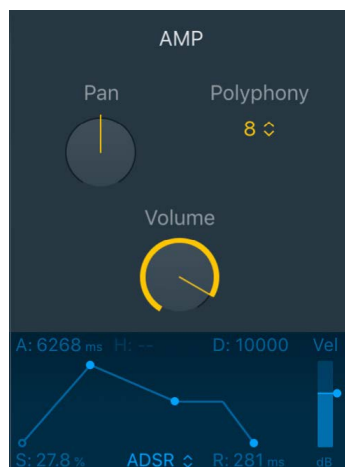 AMP
Pan Polyphony
8
Volume
A: 6268 ms H: -- D: 10000 Vel
S: 27.8 % ADSR R: 281 ms dB